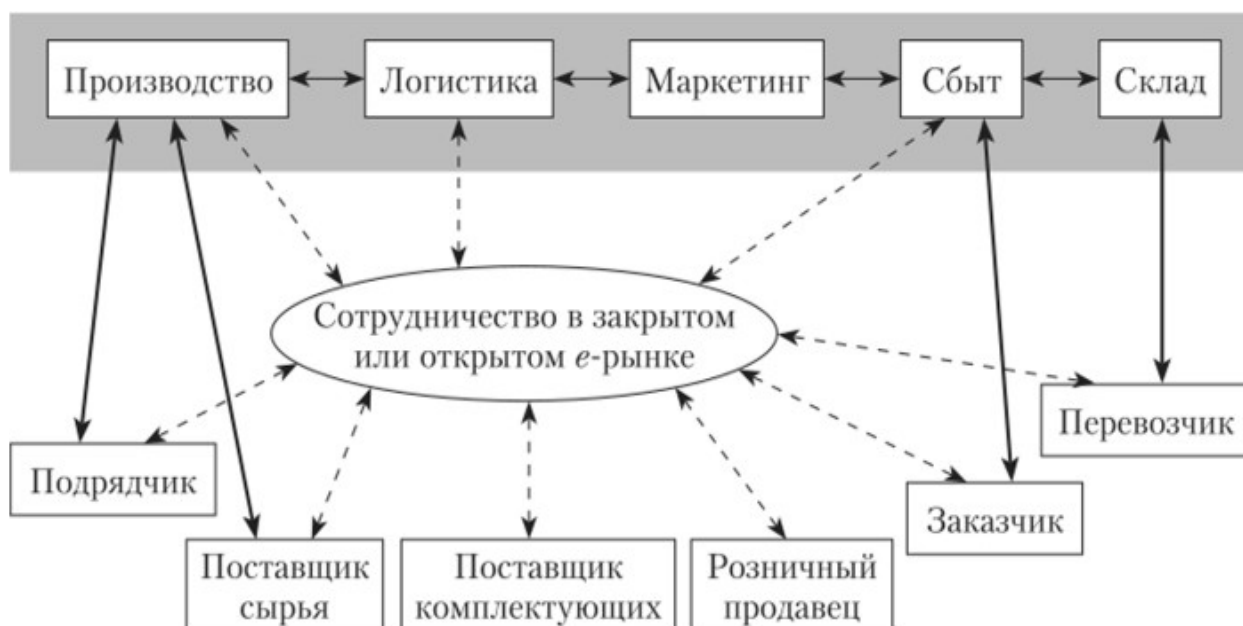 Производство
Логистика
Маркетинг
Сбыт
Склад
Сотрудничество в закрытом
или открытом e-рынке
Перевозчик
Подрядчик
Заказчик
Поставщик
сырья
Поставщик
комплектующих
Розничный
продавец